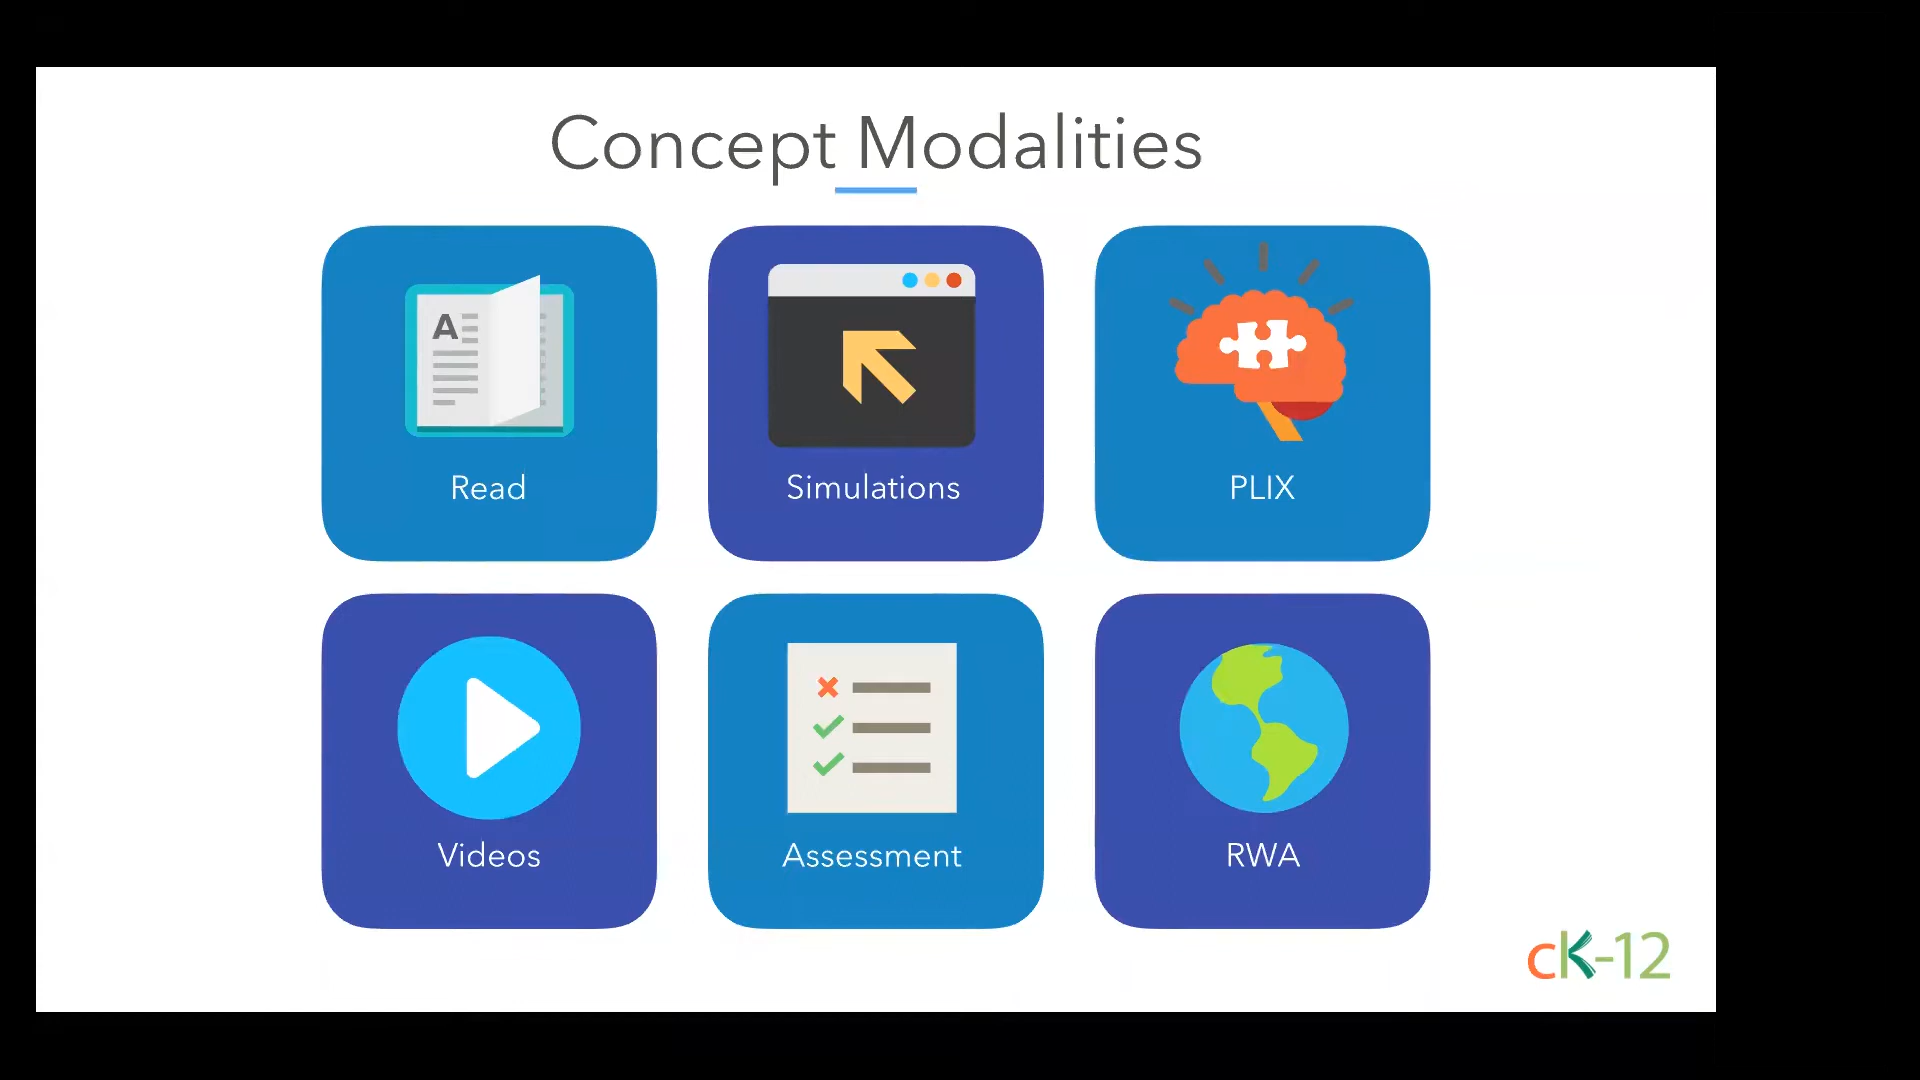 Concept Modalities
A
Read
Simulations
PLIX
Videos
Assessment
RWA
cK-12